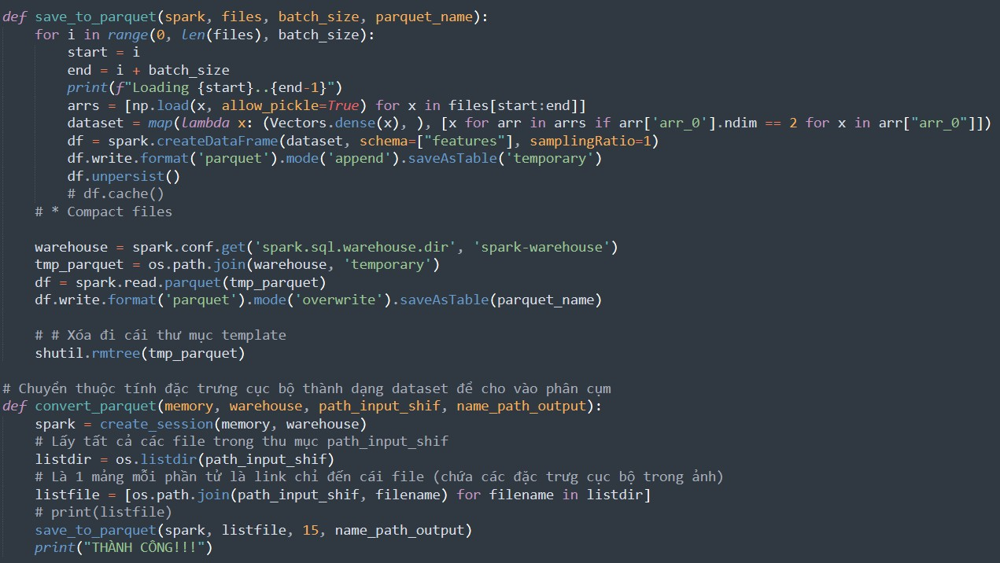 def save_to_parquet(spark, files, batch_size, parquet_name):
    for i in range(0, len(files), batch_size):
        start = i
        end = i + batch_size
        print(f"Loading {start}..{end-1}")
        arrs = [np.load(x, allow_pickle=True) for x in files[start:end]]
        dataset = map(lambda x: (Vectors.dense(x), ), [x for arr in arrs if arr['arr_0'].ndim == 2 for x in arr["arr_0"]])
        df = spark.createDataFrame(dataset, schema=["features"], samplingRatio=1)
        df.write.format('parquet').mode('append').saveAsTable('temporary')
        df.unpersist()
        # df.cache()
    # * Compact files

    warehouse = spark.conf.get('spark.sql.warehouse.dir', 'spark-warehouse')
    tmp_parquet = os.path.join(warehouse, 'temporary')
    df = spark.read.parquet(tmp_parquet)
    df.write.format('parquet').mode('overwrite').saveAsTable(parquet_name)

    # # Xóa đi cái thư mục template
    shutil.rmtree(tmp_parquet)

# Chuyển thuộc tính đặc trưng cục bộ thành dạng dataset để cho vào phân cụm
def convert_parquet(memory, warehouse, path_input_shif, name_path_output):
    spark = create_session(memory, warehouse)
    # Lấy tất cả các file trong thu mục path_input_shif
    listdir = os.listdir(path_input_shif)
    # Là 1 mảng mỗi phần tử là link chỉ đến cái file (chứa các đặc trưg cục bộ trong ảnh)
    listfile = [os.path.join(path_input_shif, filename) for filename in listdir]
    # print(listfile)
    save_to_parquet(spark, listfile, 15, name_path_output)
    print("THÀNH CÔNG!!!")